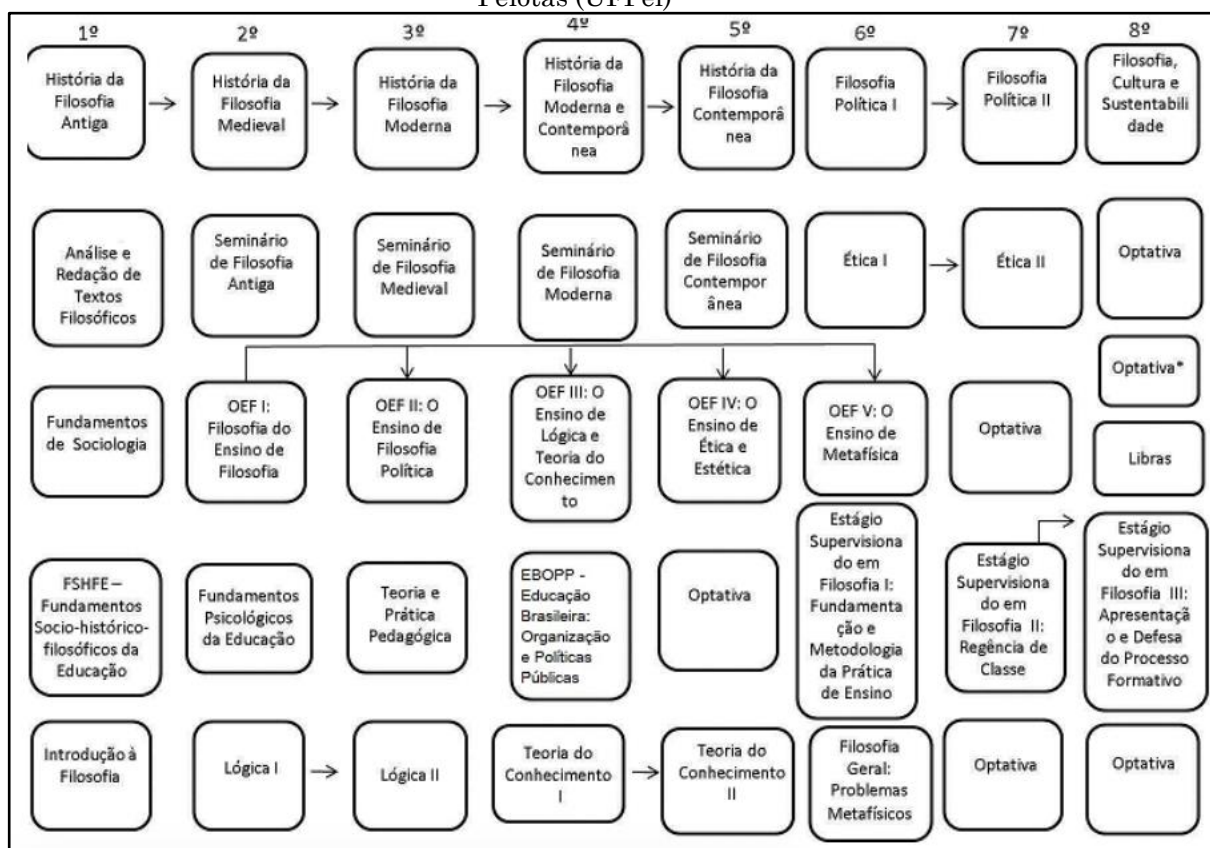 Pelotas (UFPel)
1º
2º
3º
4º
5º
6º
7º
8º
História da
Filosofia
Antiga
História da
Filosofia
Medieval
História da
Filosofia
Moderna
História da
Filosofia
Moderna e
Contemporâ
nea
História da
Filosofia
Contemporâ
nea
Filosofia
Política I
Filosofia
Política II
Filosofia,
Cultura e
Sustentabili
dade
Análise e
Redação de
Textos
Filosóficos
Seminário
de Filosofia
Antiga
Seminário
de Filosofia
Medieval
Seminário
de Filosofia
Moderna
Seminário
de Filosofia
Contempor
ânea
Ética I
Ética II
Optativa
Fundamentos
de Sociologia
OEF I:
Filosofia do
Ensino de
Filosofia
OEF II: O
Ensino de
Filosofia
Política
OEF III: O
Ensino de
Lógica e
Teoria do
Conhecimen
to
OEF IV: O
Ensino de
Ética e
Estética
OEF V: O
Ensino de
Metafísica
Optativa
Optativa*
Libras
FSHFE –
Fundamentos
Socio-histórico-
filosóficos da
Educação
Fundamentos
Psicológicos
da Educação
Teoria e
Prática
Pedagógica
EBOPP -
Educação
Brasileira:
Organização
e Políticas
Públicas
Optativa
Estágio
Supervisiona
do em
Filosofia I:
Fundamenta
ção e
Metodologia
da Prática
de Ensino
Estágio
Supervisiona
do em
Filosofia II:
Regência de
Classe
Estágio
Supervisiona
do em
Filosofia III:
Apresentaçã
o e Defesa
do Processo
Formativo
Introdução à
Filosofia
Lógica I
Lógica II
Teoria do
Conhecimento
I
Teoria do
Conhecimento
II
Filosofia
Geral:
Problemas
Metafísicos
Optativa
Optativa